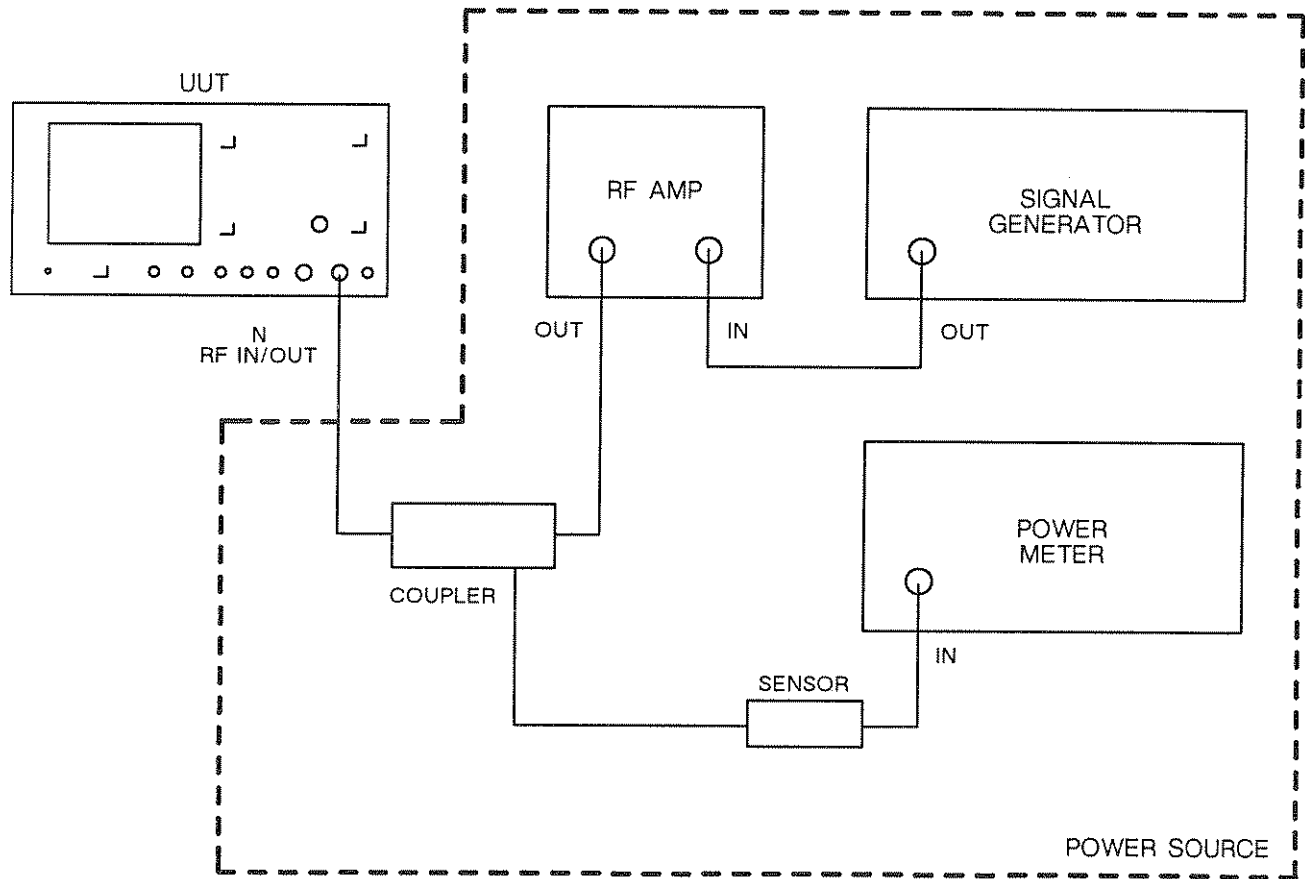 UUT
RF AMP
SIGNAL
GENERATOR
OUT
IN
OUT
N
RF IN/OUT
POWER
METER
COUPLER
IN
SENSOR
POWER SOURCE